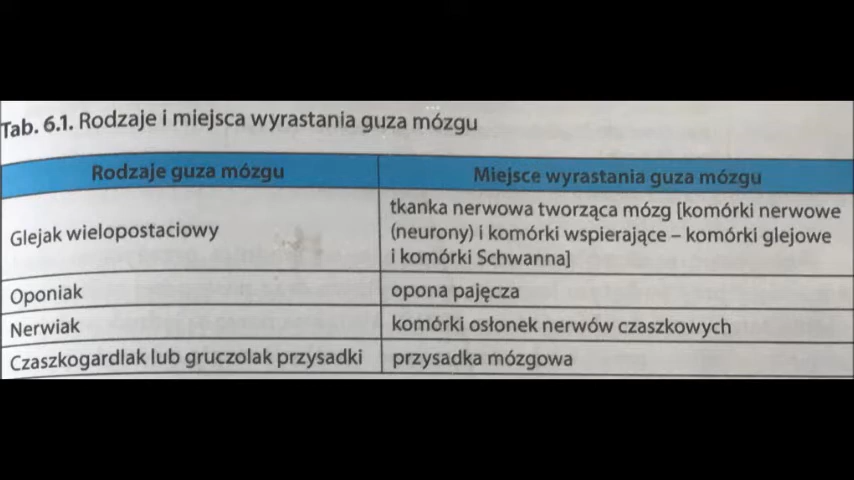 Tab. 6.1. Rodzaje i miejsca wyrastania guza mózgu
Rodzaje guza mózgu
Miejsce wyrastania guza mózgu
Glejak wielopostaciowy
tkanka nerwowa tworząca mózg [komórki nerwowe
(neurony) i komórki wspierające – komórki glejowe
i komórki Schwanna]
Oponiak
opona pajęcza
Nerwiak
komórki osłonek nerwów czaszkowych
Czaszkogardlak lub gruczolak przysadki
przysadka mózgowa